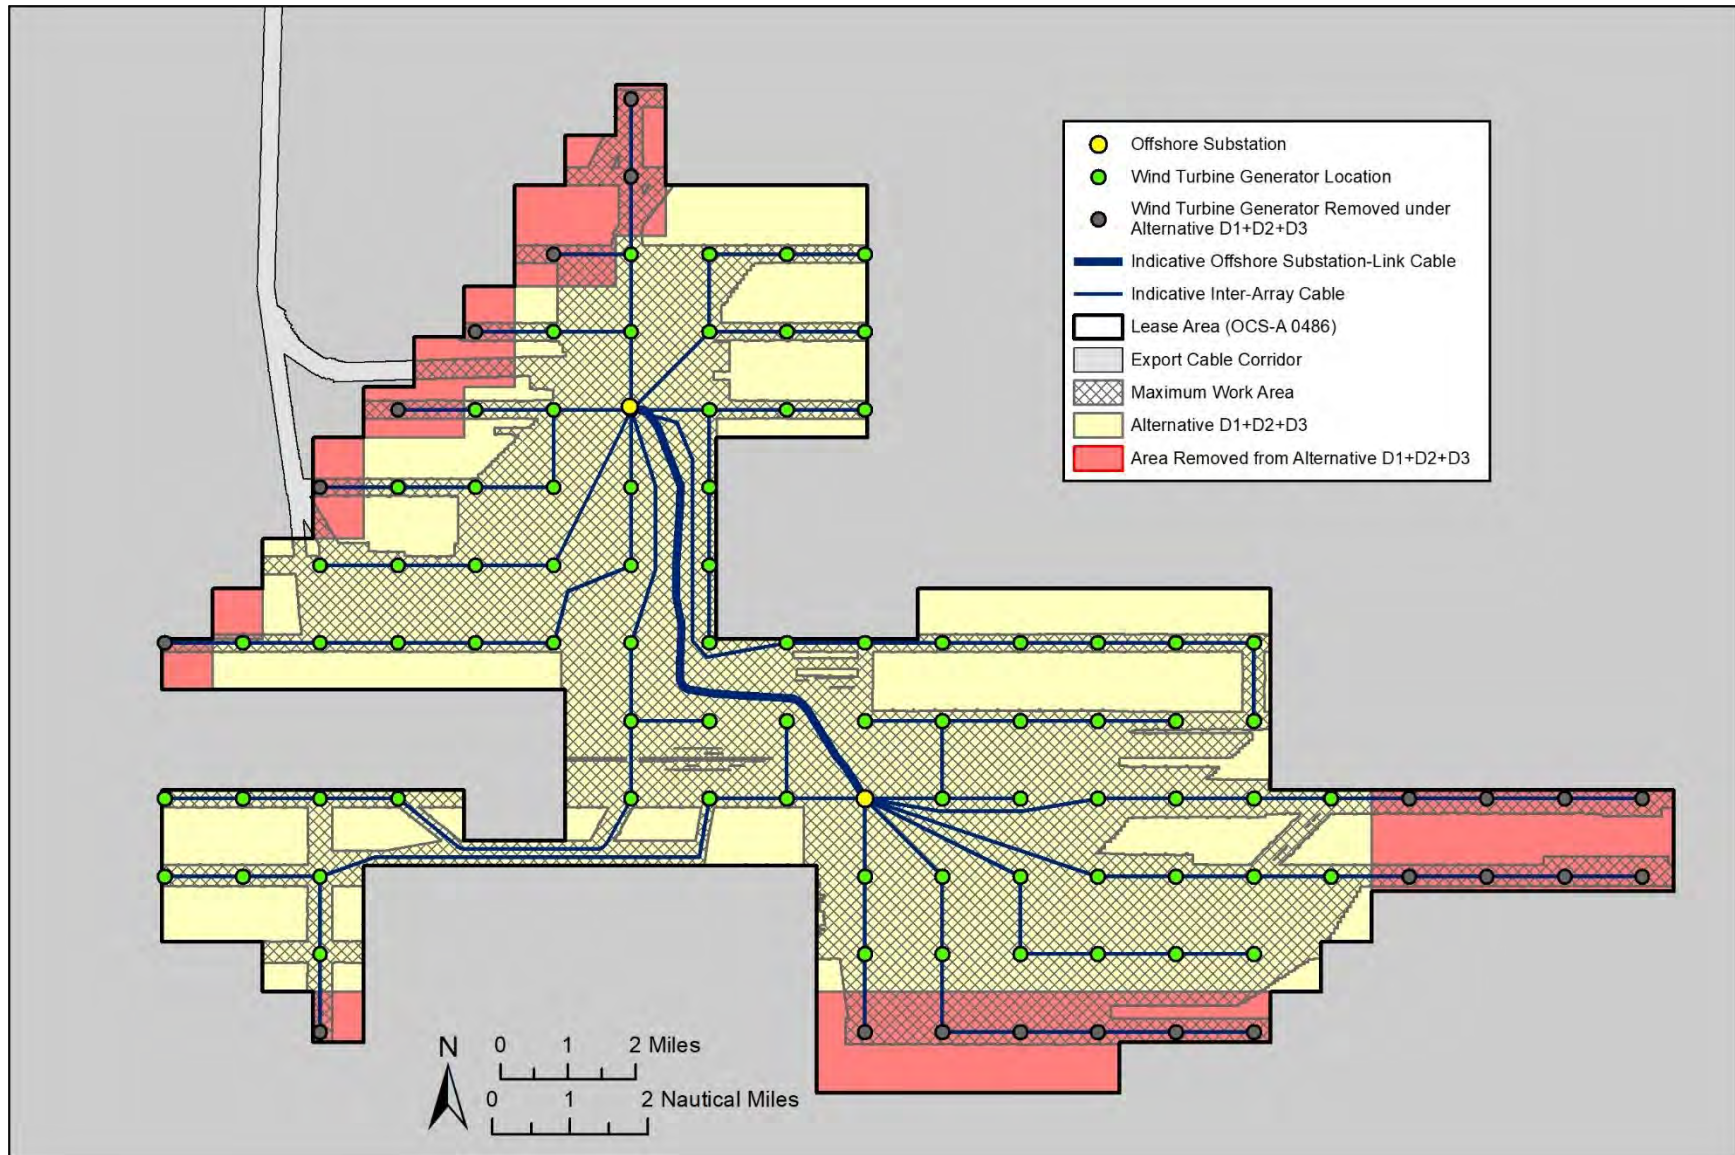 Offshore Substation
Wind Turbine Generator Location
Wind Turbine Generator Removed under
Alternative D1+D2+D3
Indicative Offshore Substation-Link Cable
Indicative Inter-Array Cable
Lease Area (OCS-A 0486)
Export Cable Corridor
Maximum Work Area
Alternative D1+D2+D3
Area Removed from Alternative D1+D2+D3
N
0 1 2 Miles
0 1 2 Nautical Miles